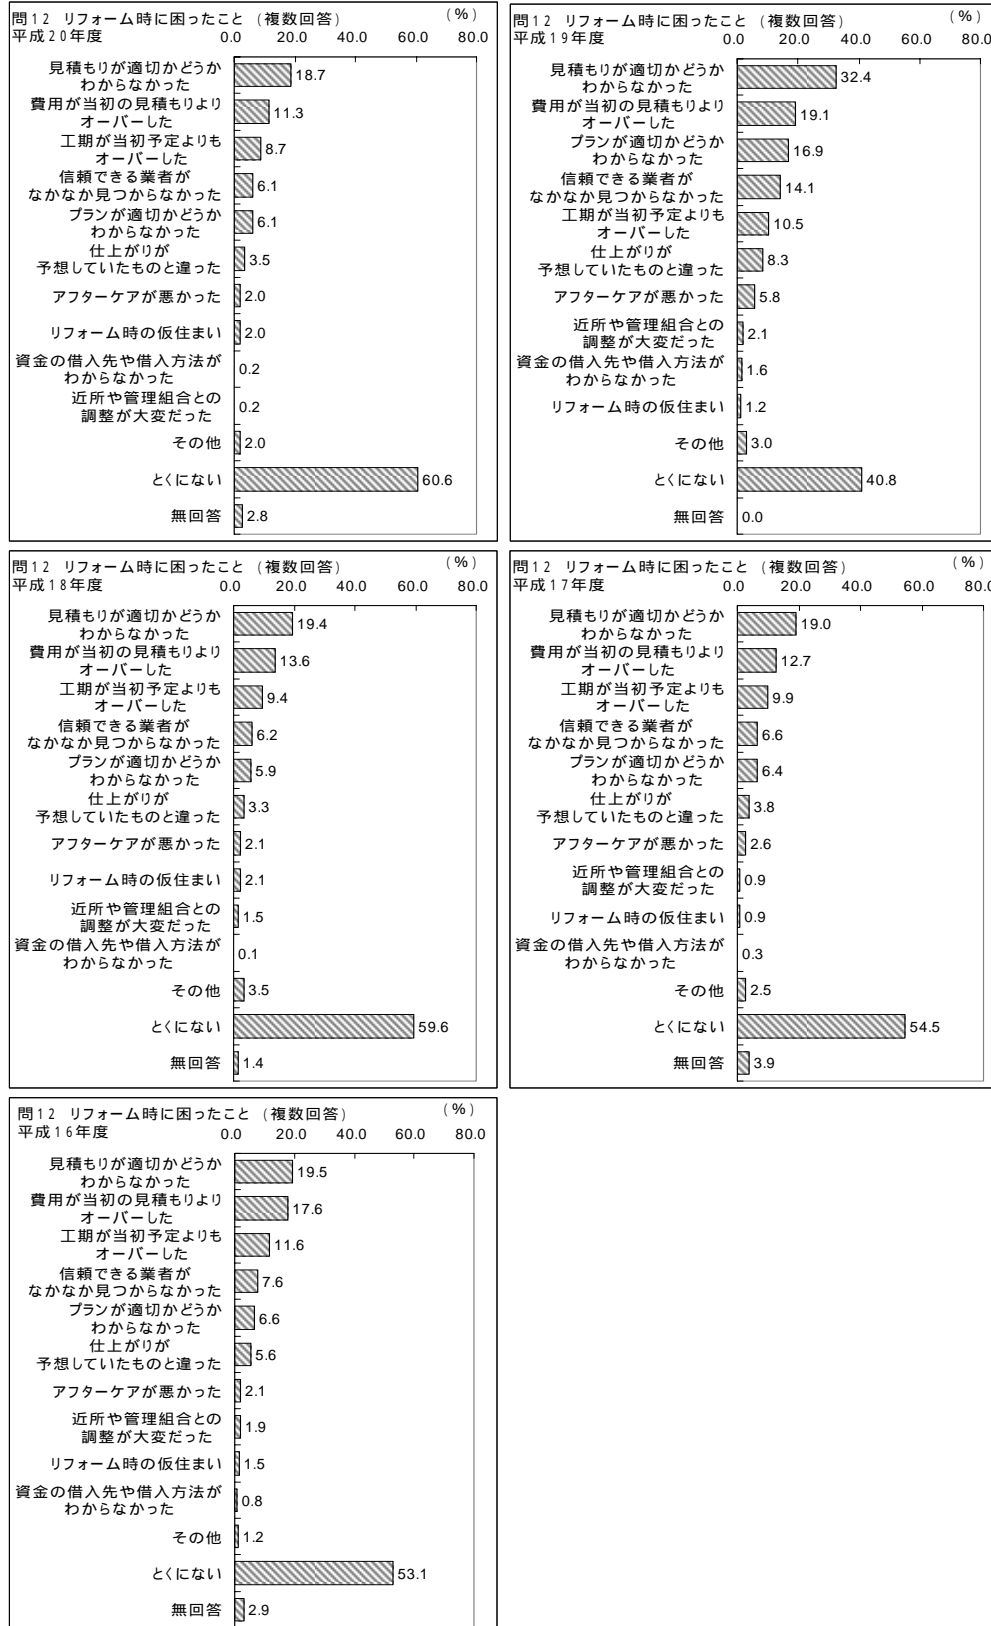 問12 リフォーム時に困ったこと (複数回答) (%)
平成20年度 0.0 20.0 40.0 60.0 80.0
見積もりが適切かどうか
わからなかった 18.7
費用が当初の見積もりより
オーバーした 11.3
工期が当初予定よりも
オーバーした 8.7
信頼できる業者が
なかなか見つからなかった 6.1
プランが適切かどうか
わからなかった 6.1
仕上がりが
予想していたものと違った 3.5
アフターケアが悪かった 2.0
リフォーム時の仮住まい 2.0
資金の借入先や借入方法が
わからなかった 0.2
近所や管理組合との
調整が大変だった 0.2
その他 2.0
とくにない 60.6
無回答 2.8
問12 リフォーム時に困ったこと (複数回答) (%)
平成19年度 0.0 20.0 40.0 60.0 80.0
見積もりが適切かどうか
わからなかった 32.4
費用が当初の見積もりより
オーバーした 19.1
プランが適切かどうか
わからなかった 16.9
信頼できる業者が
なかなか見つからなかった 14.1
工期が当初予定よりも
オーバーした 10.5
仕上がりが
予想していたものと違った 8.3
アフターケアが悪かった 5.8
近所や管理組合との
調整が大変だった 2.1
資金の借入先や借入方法が
わからなかった 1.6
リフォーム時の仮住まい 1.2
その他 3.0
とくにない 40.8
無回答 0.0
問12 リフォーム時に困ったこと (複数回答) (%)
平成18年度 0.0 20.0 40.0 60.0 80.0
見積もりが適切かどうか
わからなかった 19.4
費用が当初の見積もりより
オーバーした 13.6
工期が当初予定よりも
オーバーした 9.4
信頼できる業者が
なかなか見つからなかった 6.2
プランが適切かどうか
わからなかった 5.9
仕上がりが
予想していたものと違った 3.3
アフターケアが悪かった 2.1
リフォーム時の仮住まい 2.1
近所や管理組合との
調整が大変だった 1.5
資金の借入先や借入方法が
わからなかった 0.1
その他 3.5
とくにない 59.6
無回答 1.4
問12 リフォーム時に困ったこと (複数回答) (%)
平成17年度 0.0 20.0 40.0 60.0 80.0
見積もりが適切かどうか
わからなかった 19.0
費用が当初の見積もりより
オーバーした 12.7
工期が当初予定よりも
オーバーした 9.9
信頼できる業者が
なかなか見つからなかった 6.6
プランが適切かどうか
わからなかった 6.4
仕上がりが
予想していたものと違った 3.8
アフターケアが悪かった 2.6
近所や管理組合との
調整が大変だった 0.9
リフォーム時の仮住まい 0.9
資金の借入先や借入方法が
わからなかった 0.3
その他 2.5
とくにない 54.5
無回答 3.9
問12 リフォーム時に困ったこと (複数回答) (%)
平成16年度 0.0 20.0 40.0 60.0 80.0
見積もりが適切かどうか
わからなかった 19.5
費用が当初の見積もりより
オーバーした 17.6
工期が当初予定よりも
オーバーした 11.6
信頼できる業者が
なかなか見つからなかった 7.6
プランが適切かどうか
わからなかった 6.6
仕上がりが
予想していたものと違った 5.6
アフターケアが悪かった 2.1
近所や管理組合との
調整が大変だった 1.9
リフォーム時の仮住まい 1.5
資金の借入先や借入方法が
わからなかった 0.8
その他 1.2
とくにない 53.1
無回答 2.9